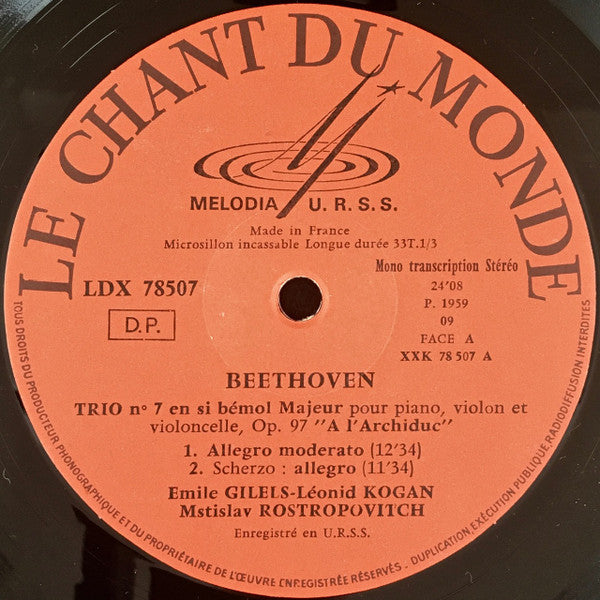 LE CHANT DU MONDE
MELODIA U.R.S.S.
Made in France
Microsillon incassable Longue durée 33T.1/3
Mono transcription Stéréo
LDX 78507
24'08
P. 1959
D.P.
09
FACE A
XXK 78 507 A
BEETHOVEN
TRIO n° 7 en si bémol Majeur pour piano, violon et
violoncelle, Op. 97 "A l'Archiduc"
1. Allegro moderato (12'34)
2. Scherzo : allegro (11'34)
Emile GILELS-Léonid KOGAN
Mstislav ROSTROPOVITCH
Enregistré en U.R.S.S.
TOUS DROITS DU PRODUCTEUR PHONOGRAPHIQUE ET DU PROPRIÉTAIRE DE L'ŒUVRE ENREGISTRÉE RÉSERVÉS - DUPLICATION, EXÉCUTION PUBLIQUE, RADIODIFFUSION INTERDITES